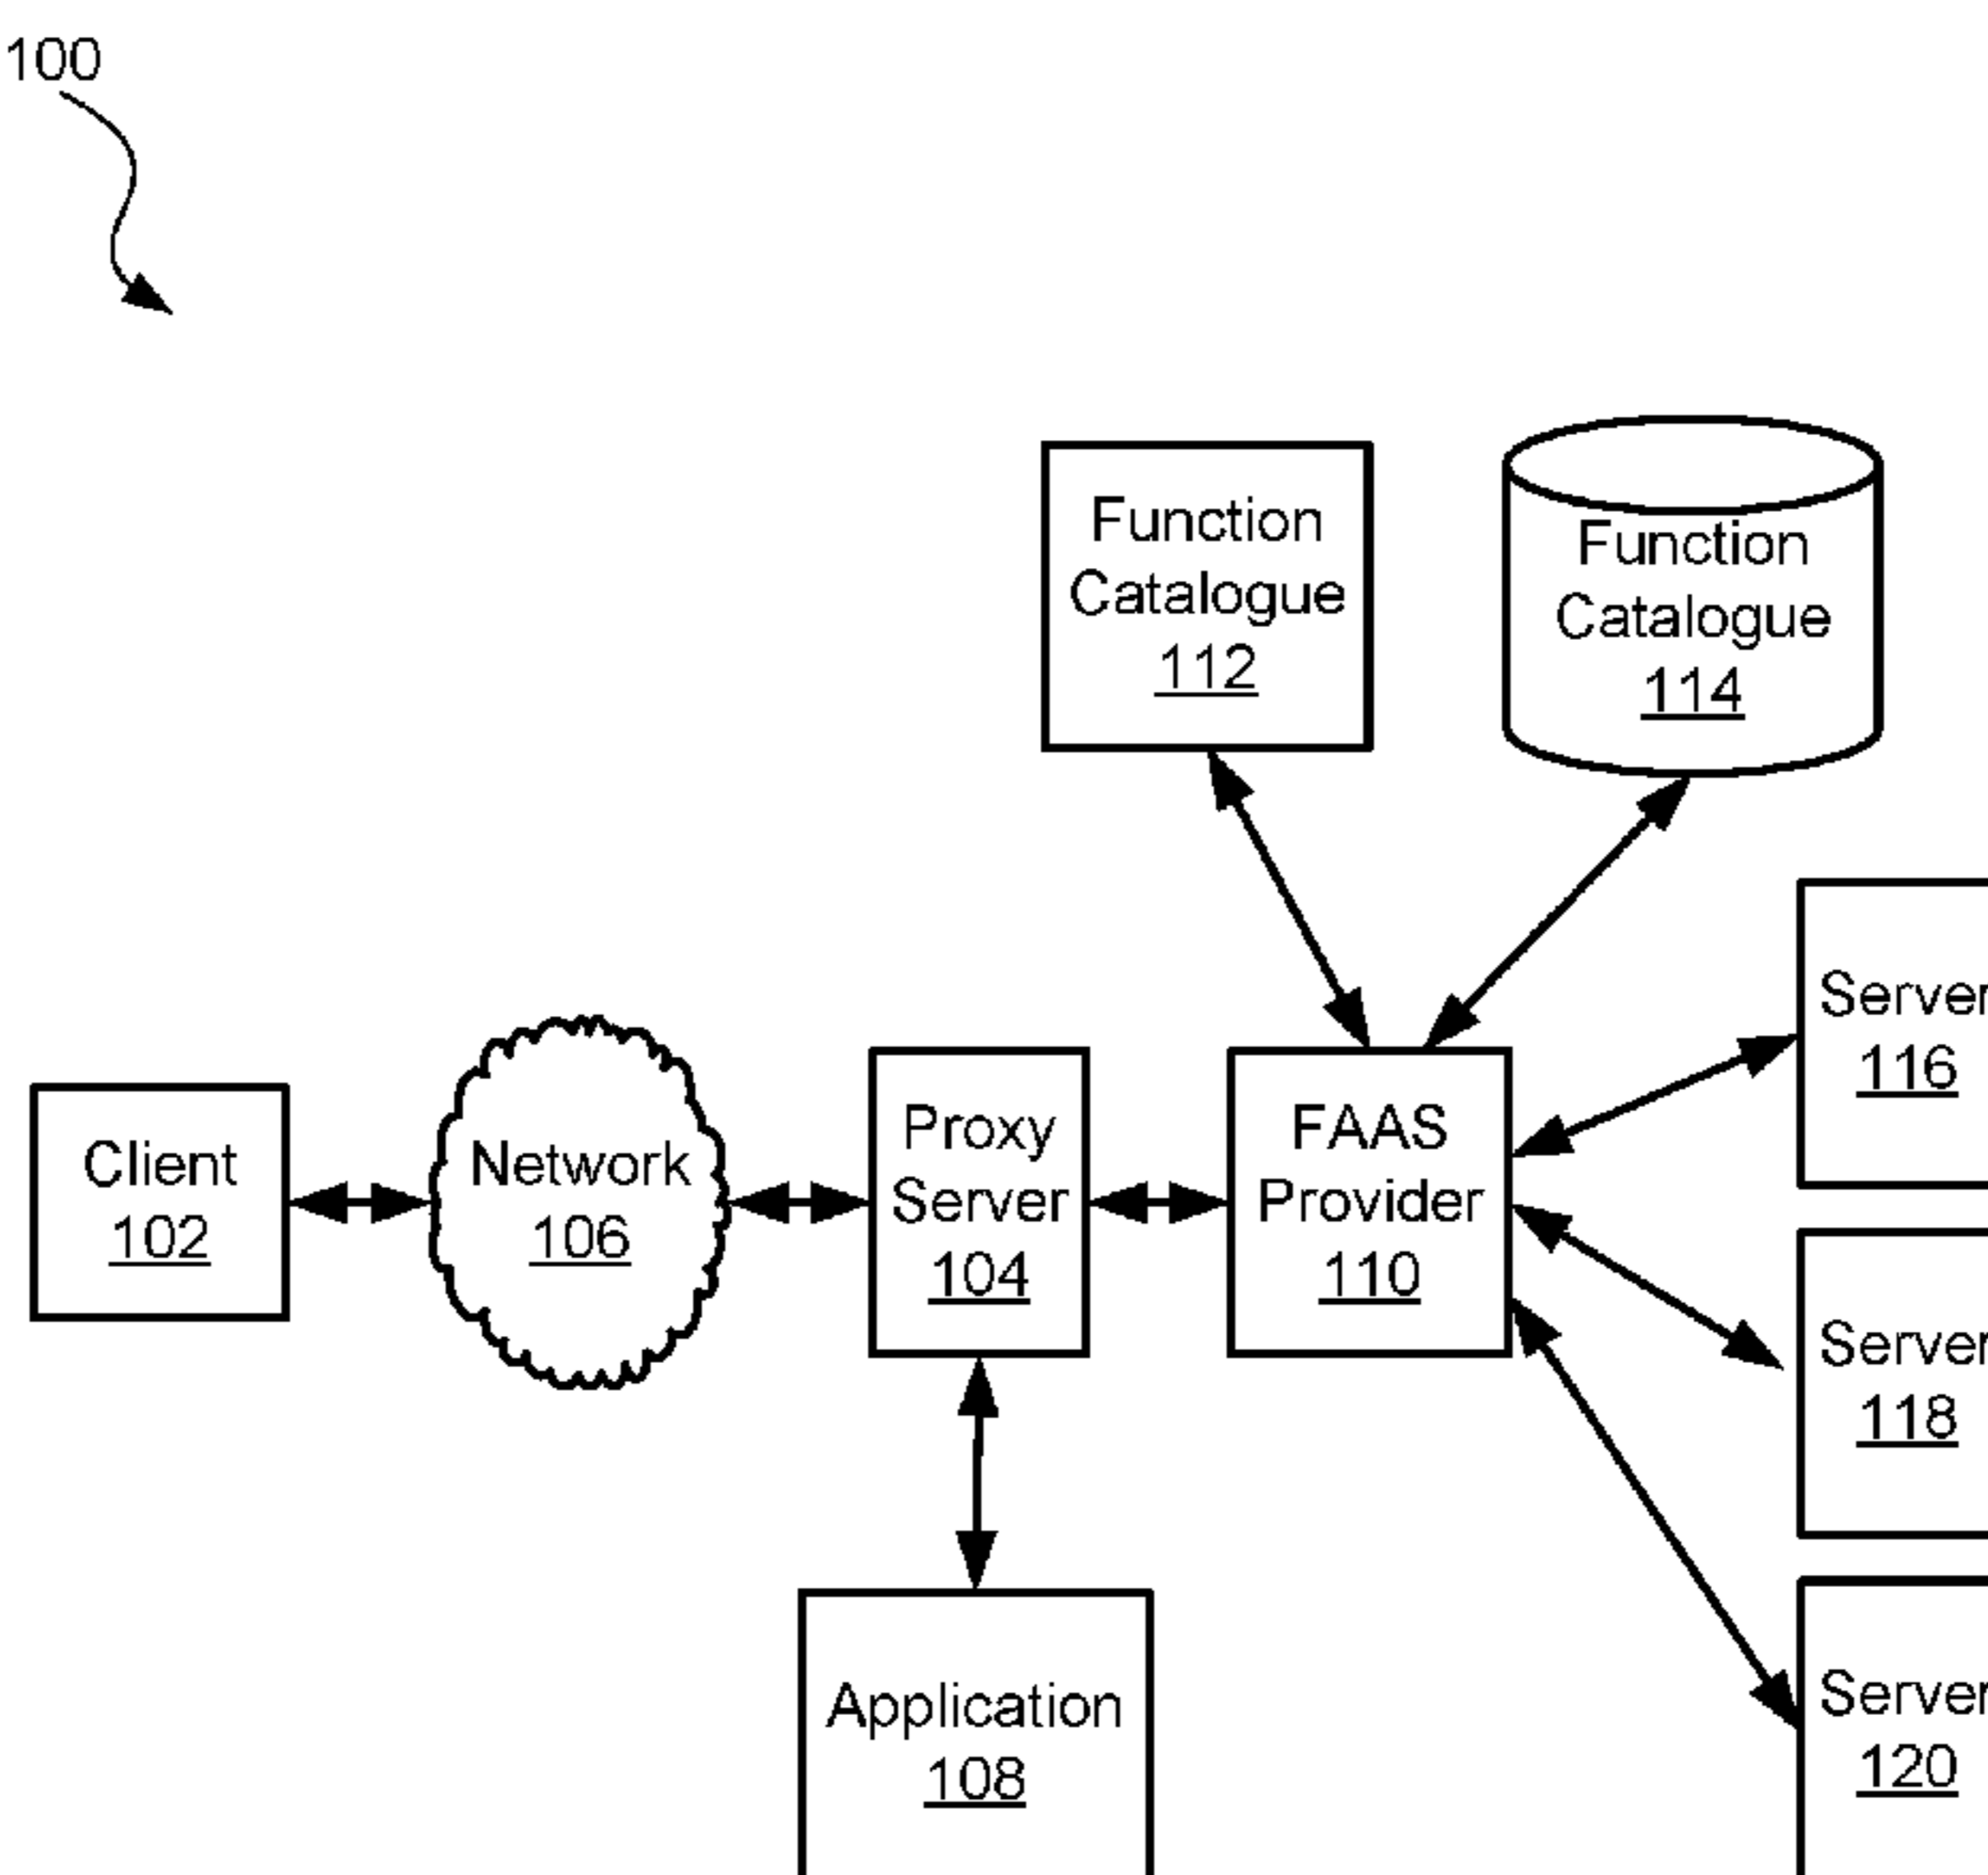 100
Function
Catalogue
112
Function
Catalogue
114
Client
102
Network
106
Proxy
Server
104
FAAS
Provider
110
Server
116
Server
118
Server
120
Application
108